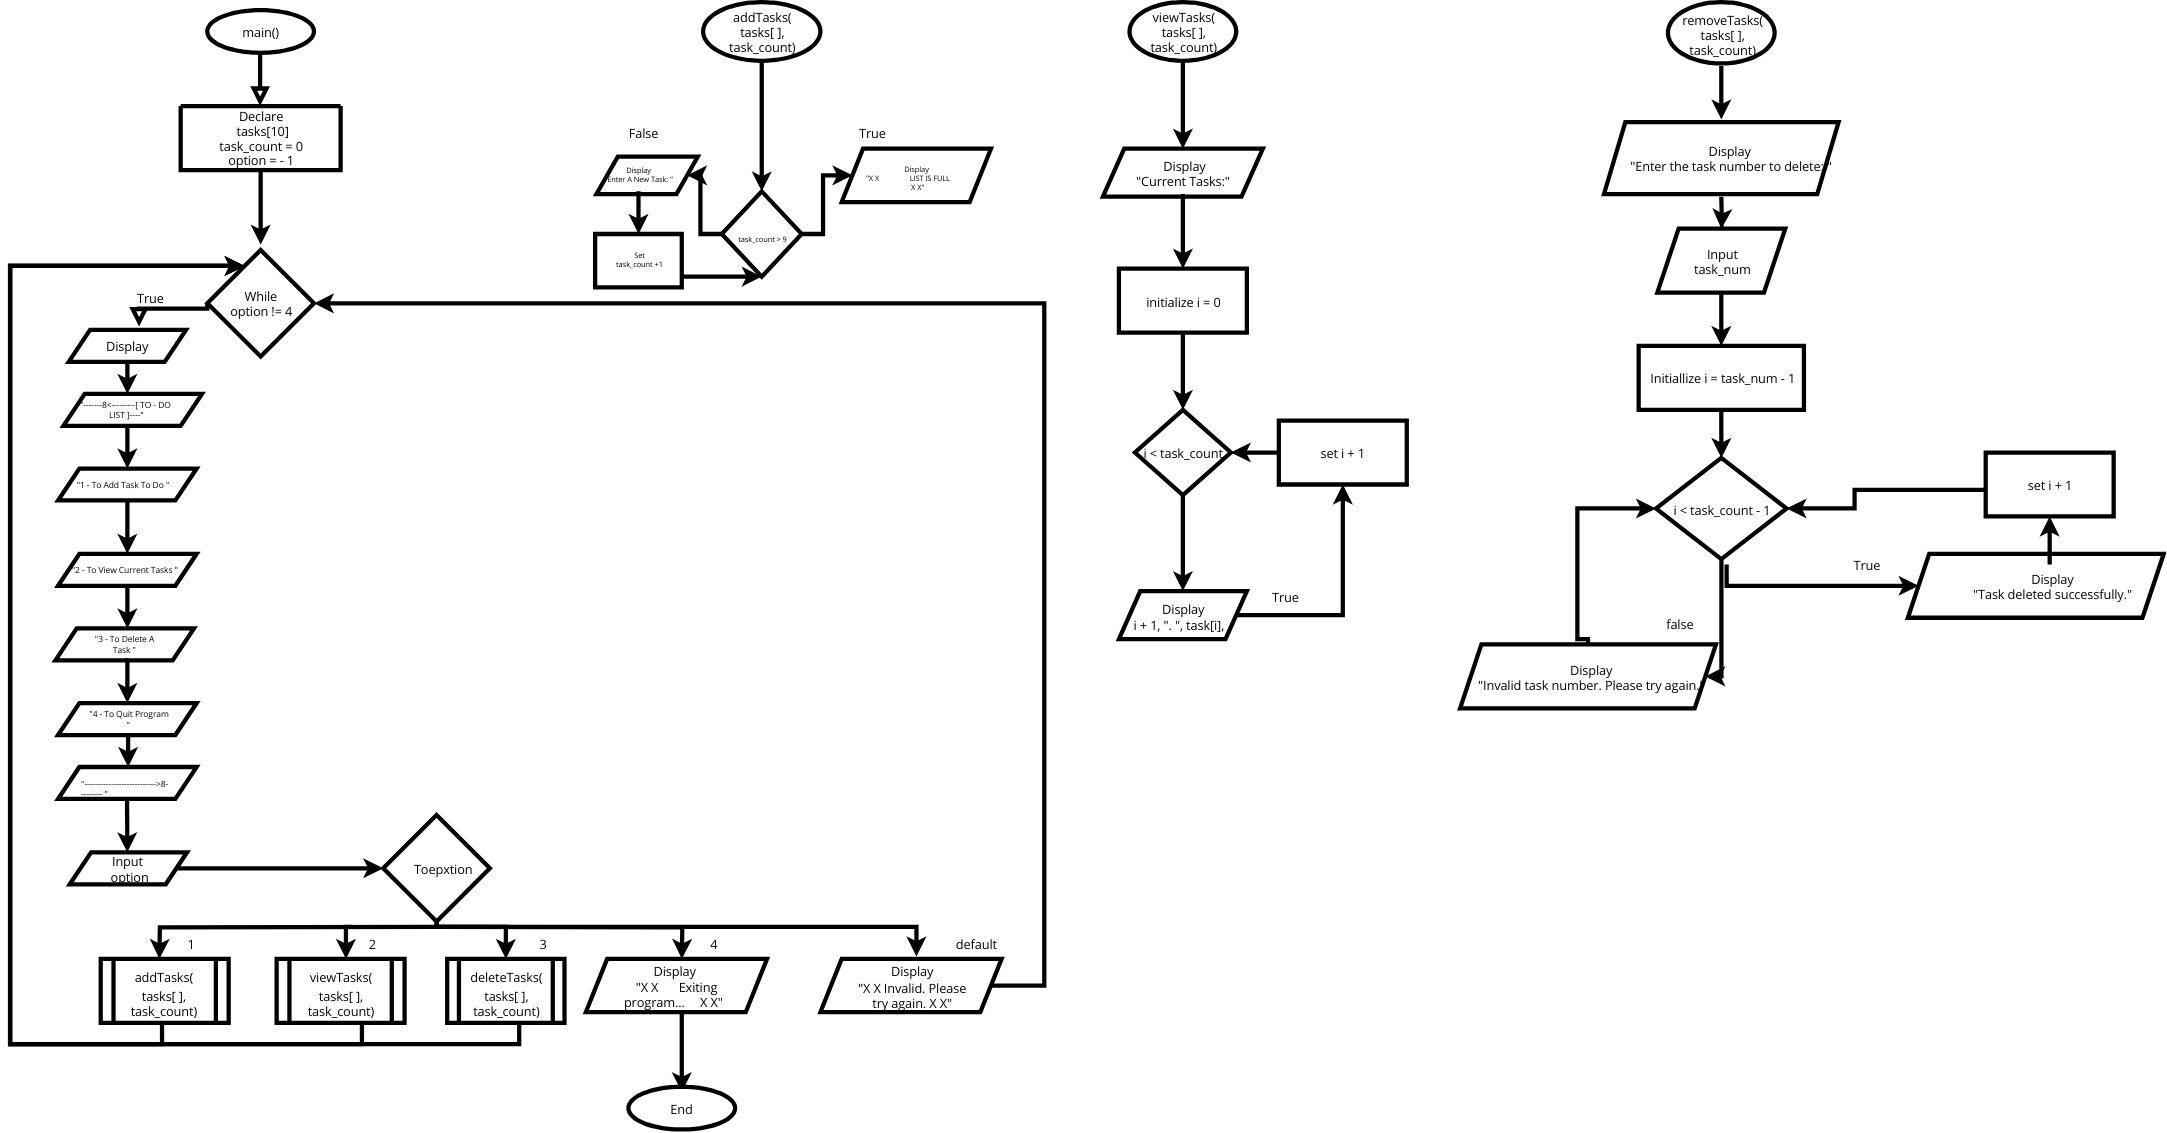 main()
Declare
tasks[10]
task_count = 0
option = - 1
While
option != 4
True
Display
"-------8<---------[ TO - DO
LIST ]----"
"1 - To Add Task To Do "
"2 - To View Current Tasks "
"3 - To Delete A
Task "
"4 - To Quit Program
"
"--------------------------->8-
-------- "
Input
option
Toepxtion
1
2
3
4
default
addTasks(
tasks[ ],
task_count)
viewTasks(
tasks[ ],
task_count)
deleteTasks(
tasks[ ],
task_count)
Display
"X X Exiting
program... X X"
Display
"X X Invalid. Please
try again. X X"
End
addTasks(
tasks[ ],
task_count)
False
True
Display
"Enter A New Task: "
Display
"X X LIST IS FULL
X X"
task_count > 9
Set
task_count +1
viewTasks(
tasks[ ],
task_count)
Display
"Current Tasks:"
initialize i = 0
i < task_count
set i + 1
Display
i + 1, ". ", task[i],
True
removeTasks(
tasks[ ],
task_count)
Display
"Enter the task number to delete:"
Input
task_num
Initiallize i = task_num - 1
i < task_count - 1
set i + 1
True
Display
"Task deleted successfully."
false
Display
"Invalid task number. Please try again."